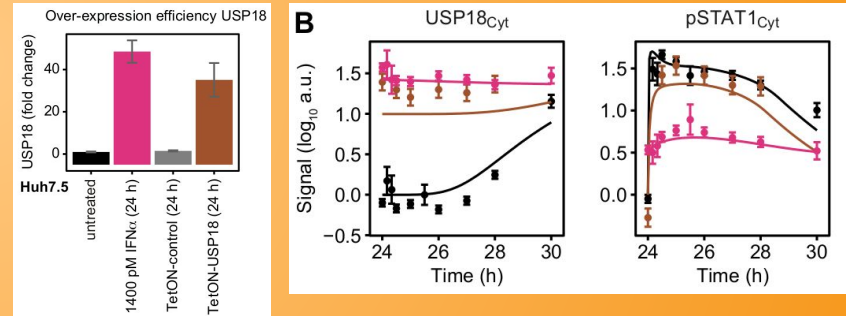 Over-expression efficiency USP18
USP18 (fold change)
40
20
0
Huh7.5
untreated
1400 pM IFNα (24 h)
TetON-control (24 h)
TetON-USP18 (24 h)
B
USP18Cyt
pSTAT1Cyt
Signal (log10 a.u.)
1.5
1.0
0.5
0.0
−0.5
24 26 28 30
Time (h)
1.5
1.0
0.5
0.0
24 26 28 30
Time (h)